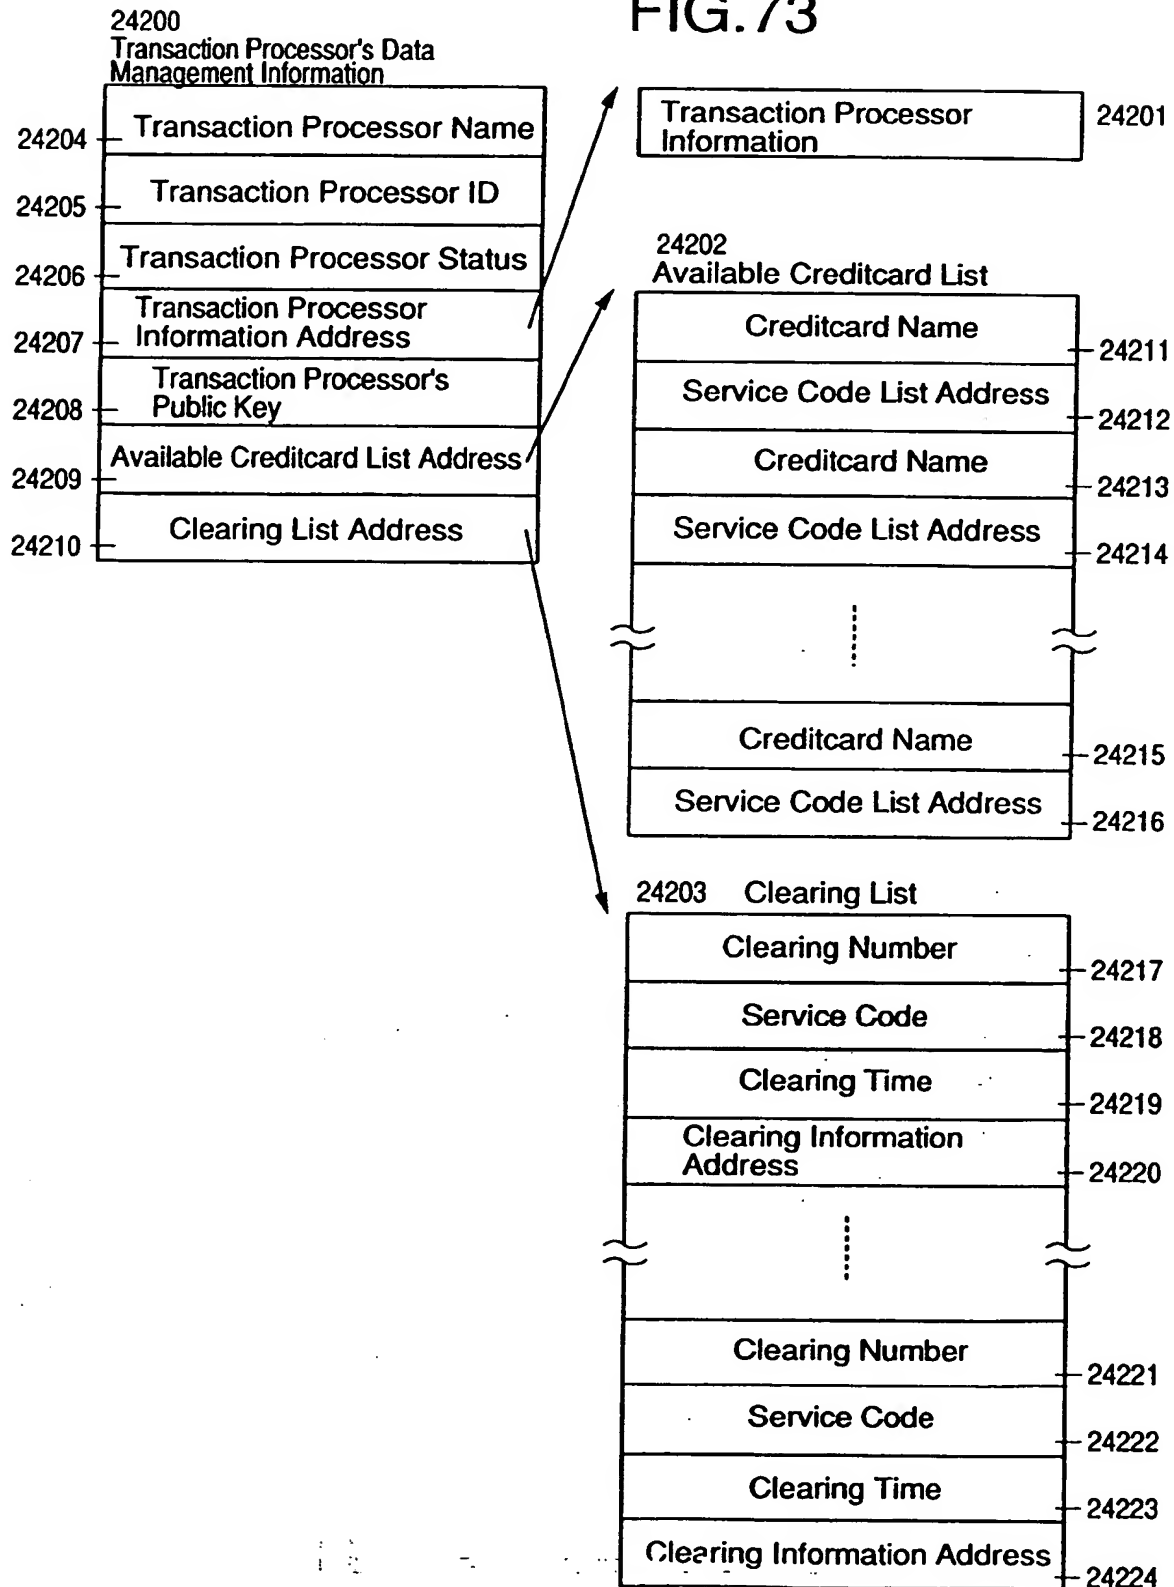 FIG.73
24200
Transaction Processor's Data
Management Information
24204
Transaction Processor Name
24205
Transaction Processor ID
24206
Transaction Processor Status
24207
Transaction Processor
Information Address
24208
Transaction Processor's
Public Key
24209
Available Creditcard List Address
24210
Clearing List Address
Transaction Processor
Information
24201
24202
Available Creditcard List
Creditcard Name
24211
Service Code List Address
24212
Creditcard Name
24213
Service Code List Address
24214
Creditcard Name
24215
Service Code List Address
24216
24203 Clearing List
Clearing Number
24217
Service Code
24218
Clearing Time
24219
Clearing Information
Address
24220
Clearing Number
24221
Service Code
24222
Clearing Time
24223
Clearing Information Address
24224